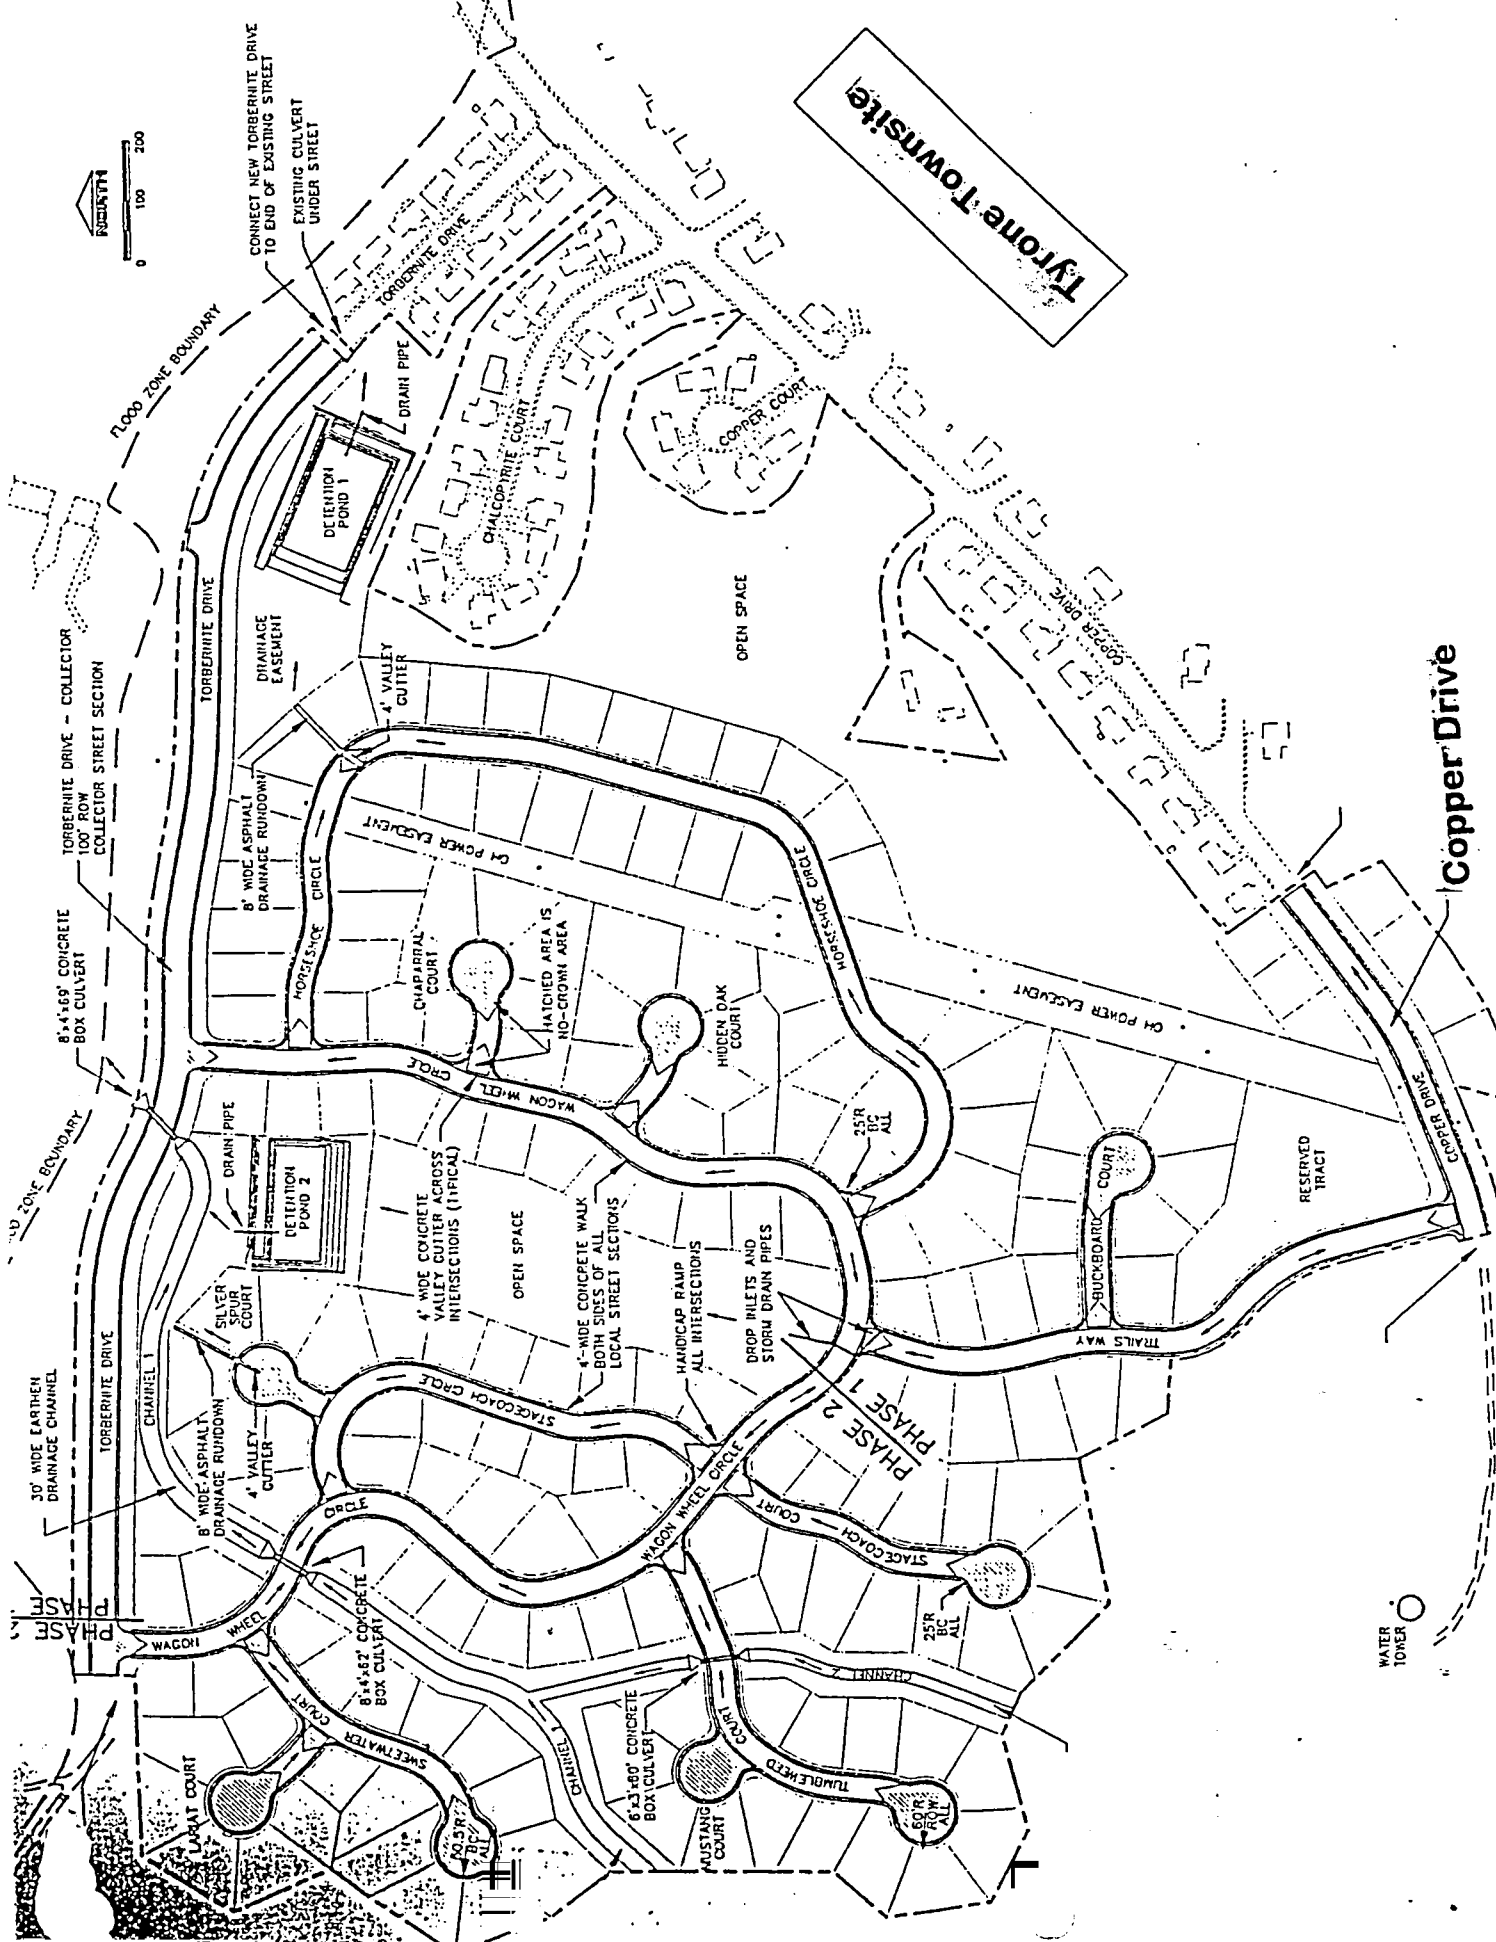 NORTH
0 100 200
CONNECT NEW TORBERNITE DRIVE
TO END OF EXISTING STREET
EXISTING CULVERT
UNDER STREET
Tyrone Townsite
FLOOD ZONE BOUNDARY
TORBERNITE DRIVE
DRAIN PIPE
DETENTION
POND 1
CHALCOPYRITE COURT
COPPER COURT
TORBERNITE DRIVE - COLLECTOR
100' ROW
COLLECTOR STREET SECTION
TORBERNITE DRIVE
DRAINAGE
EASEMENT
4' VALLEY
GUTTER
OPEN SPACE
COPPER DRIVE
Copper Drive
8' WIDE ASPHALT
DRAINAGE RUNDOWN
HORSESHOE CIRCLE
GH POWER EASEMENT
HORSESHOE CIRCLE
8'x4'x69' CONCRETE
BOX CULVERT
CHAPARRAL
COURT
HATCHED AREA IS
NO-CROWN AREA
HIDDEN OAK
COURT
GH POWER EASEMENT
ZONE BOUNDARY
DRAIN PIPE
DETENTION
POND 2
WAGON WHEEL CIRCLE
4' WIDE CONCRETE
VALLEY GUTTER ACROSS
INTERSECTIONS (TYPICAL)
OPEN SPACE
4'-WIDE CONCRETE WALK
BOTH SIDES OF ALL
LOCAL STREET SECTIONS
HANDICAP RAMP
ALL INTERSECTIONS
DROP INLETS AND
STORM DRAIN PIPES
25'R
BC
ALL
BUCKBOARD COURT
RESERVED
TRACT
COPPER DRIVE
TRAILS WAY
30' WIDE EARTHEN
DRAINAGE CHANNEL
TORBERNITE DRIVE
CHANNEL 1
SILVER
SPUR
COURT
8' WIDE ASPHALT
DRAINAGE RUNDOWN
4' VALLEY
GUTTER
STAGECOACH CIRCLE
PHASE 2
PHASE 1
WAGON WHEEL CIRCLE
STAGECOACH COURT
25'R
BC
ALL
PHASE
PHASE
WAGON WHEEL CIRCLE
8'x4'x62' CONCRETE
BOX CULVERT
SWEETWATER COURT
LARIAT COURT
60.5'R
BC
ALL
CHANNEL 1
6'x3'x80' CONCRETE
BOX CULVERT
CHANNEL 2
MUSTANG
COURT
TUMBLEWEED COURT
60'R
ROW
ALL
WATER
TOWER